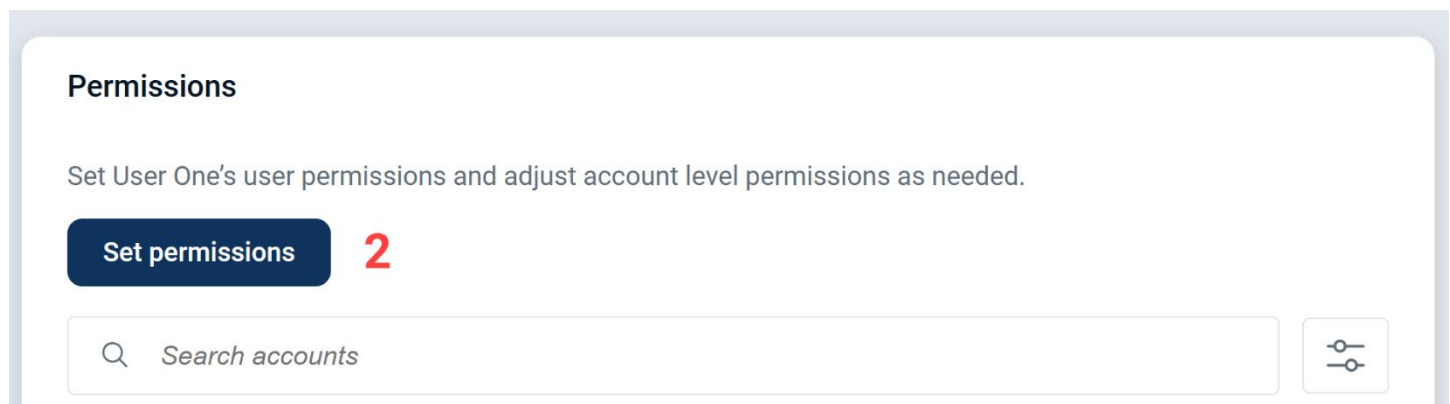 Permissions
Set User One’s user permissions and adjust account level permissions as needed.
Set permissions 2
Search accounts